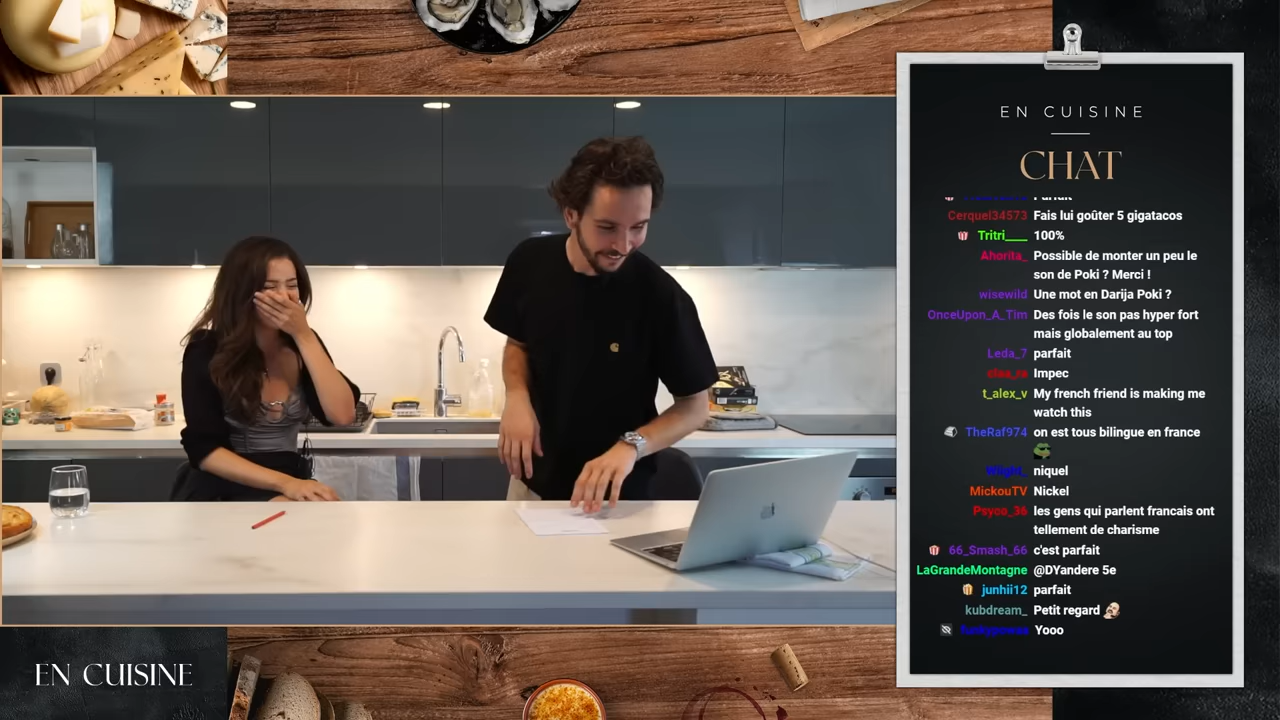 EN CUISINE
CHAT
Cerquel34573 Fais lui goûter 5 gigatacos
Tritri____ 100%
Ahorita_ Possible de monter un peu le
son de Poki ? Merci !
wisewild Une mot en Darija Poki ?
OnceUpon_A_Tim Des fois le son pas hyper fort
mais globalement au top
Leda_7 parfait
Impec
t_alex_v My french friend is making me
watch this
TheRaf974 on est tous bilingue en france
Wlight_ niquel
MickouTV Nickel
Psyoo_36 les gens qui parlent francais ont
tellement de charisme
66_Smash_66 c'est parfait
LaGrandeMontagne @DYandere 5e
junhii12 parfait
kubdream_ Petit regard
Yooo
EN CUISINE